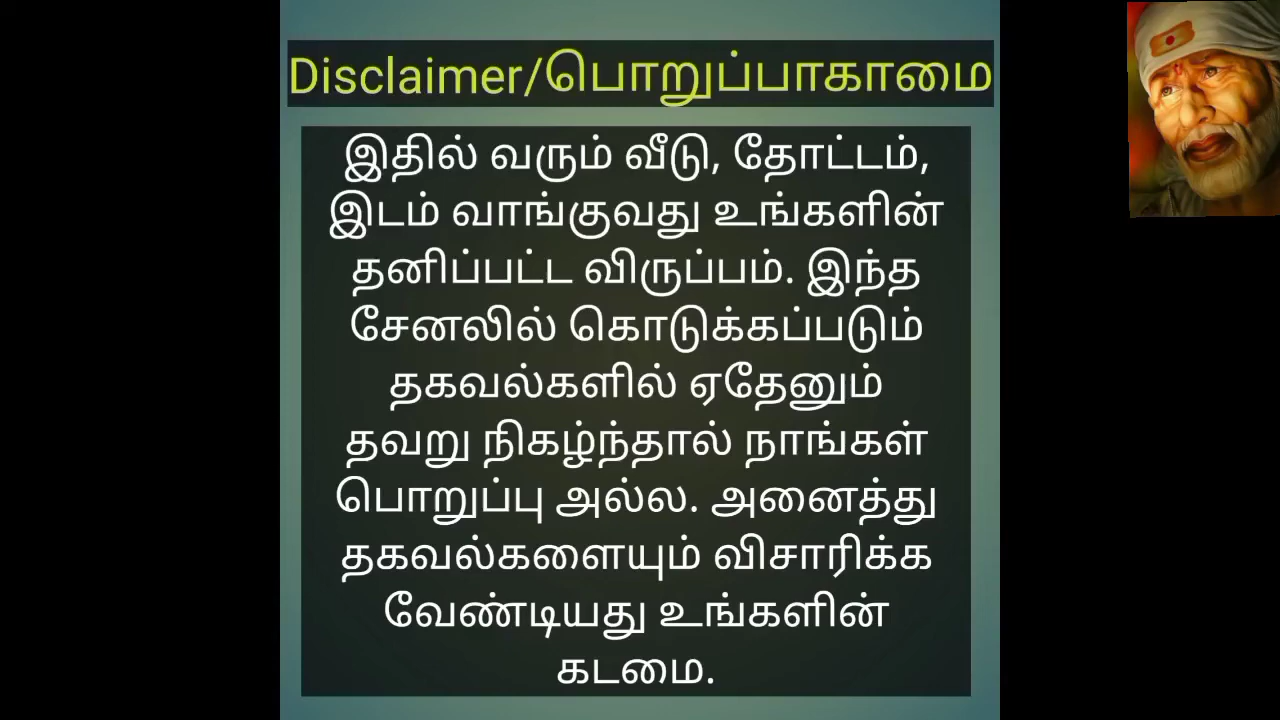 Disclaimer/பொறுப்பாகாமை
இதில் வரும் வீடு, தோட்டம்,
இடம் வாங்குவது உங்களின்
தனிப்பட்ட விருப்பம். இந்த
சேனலில் கொடுக்கப்படும்
தகவல்களில் ஏதேனும்
தவறு நிகழ்ந்தால் நாங்கள்
பொறுப்பு அல்ல. அனைத்து
தகவல்களையும் விசாரிக்க
வேண்டியது உங்களின்
கடமை.